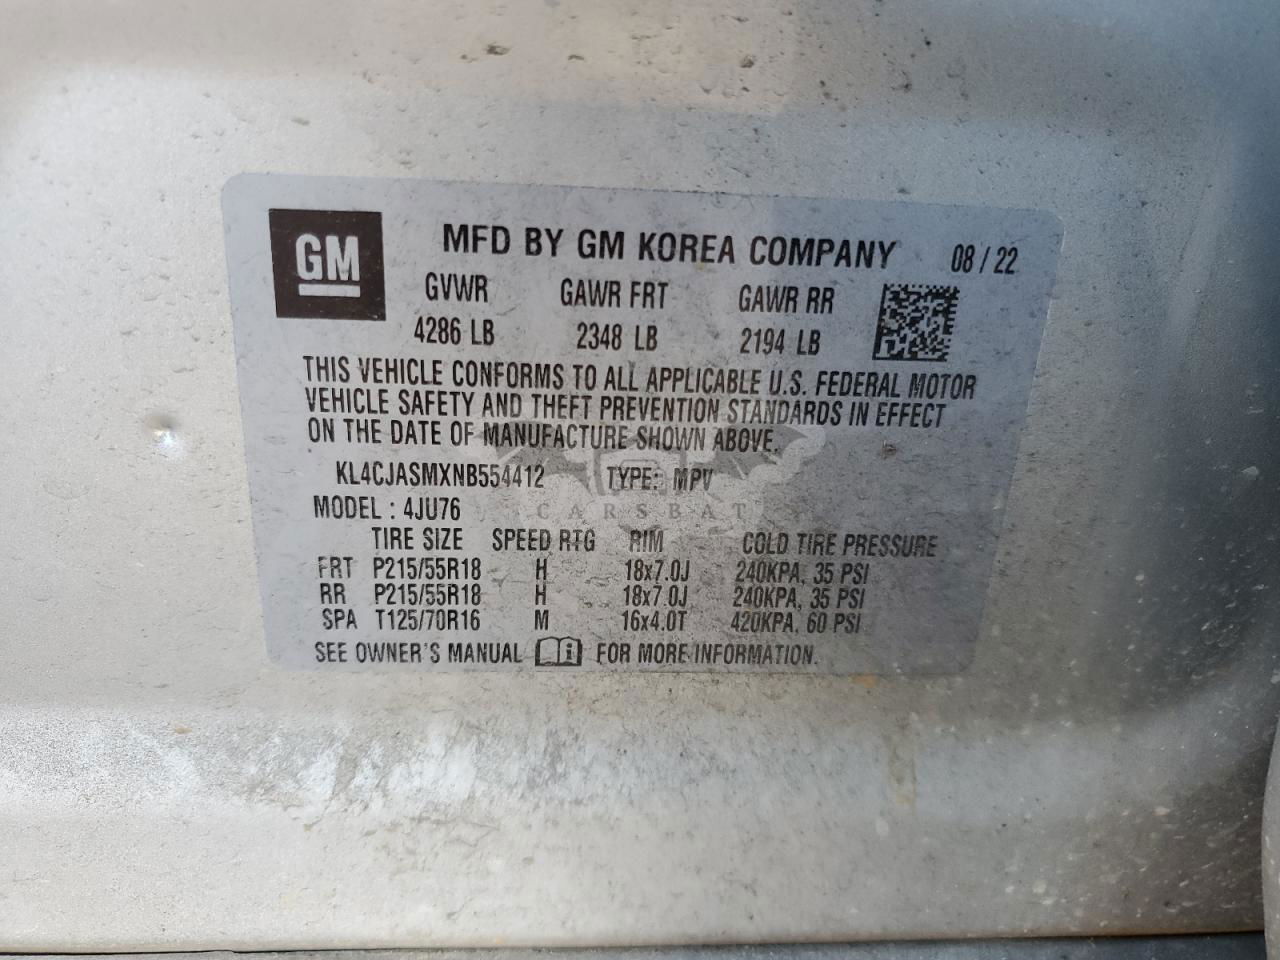 GM
MFD BY GM KOREA COMPANY 08 / 22
GVWR GAWR FRT GAWR RR
4286 LB 2348 LB 2194 LB
THIS VEHICLE CONFORMS TO ALL APPLICABLE U.S. FEDERAL MOTOR
VEHICLE SAFETY AND THEFT PREVENTION STANDARDS IN EFFECT
ON THE DATE OF MANUFACTURE SHOWN ABOVE.
KL4CJASMXNB554412 TYPE: MPV
MODEL : 4JU76
CARSBAT
TIRE SIZE SPEED RTG RIM COLD TIRE PRESSURE
FRT P215/55R18 H 18x7.0J 240KPA, 35 PSI
RR P215/55R18 H 18x7.0J 240KPA, 35 PSI
SPA T125/70R16 M 16x4.0T 420KPA, 60 PSI
SEE OWNER'S MANUAL i FOR MORE INFORMATION.